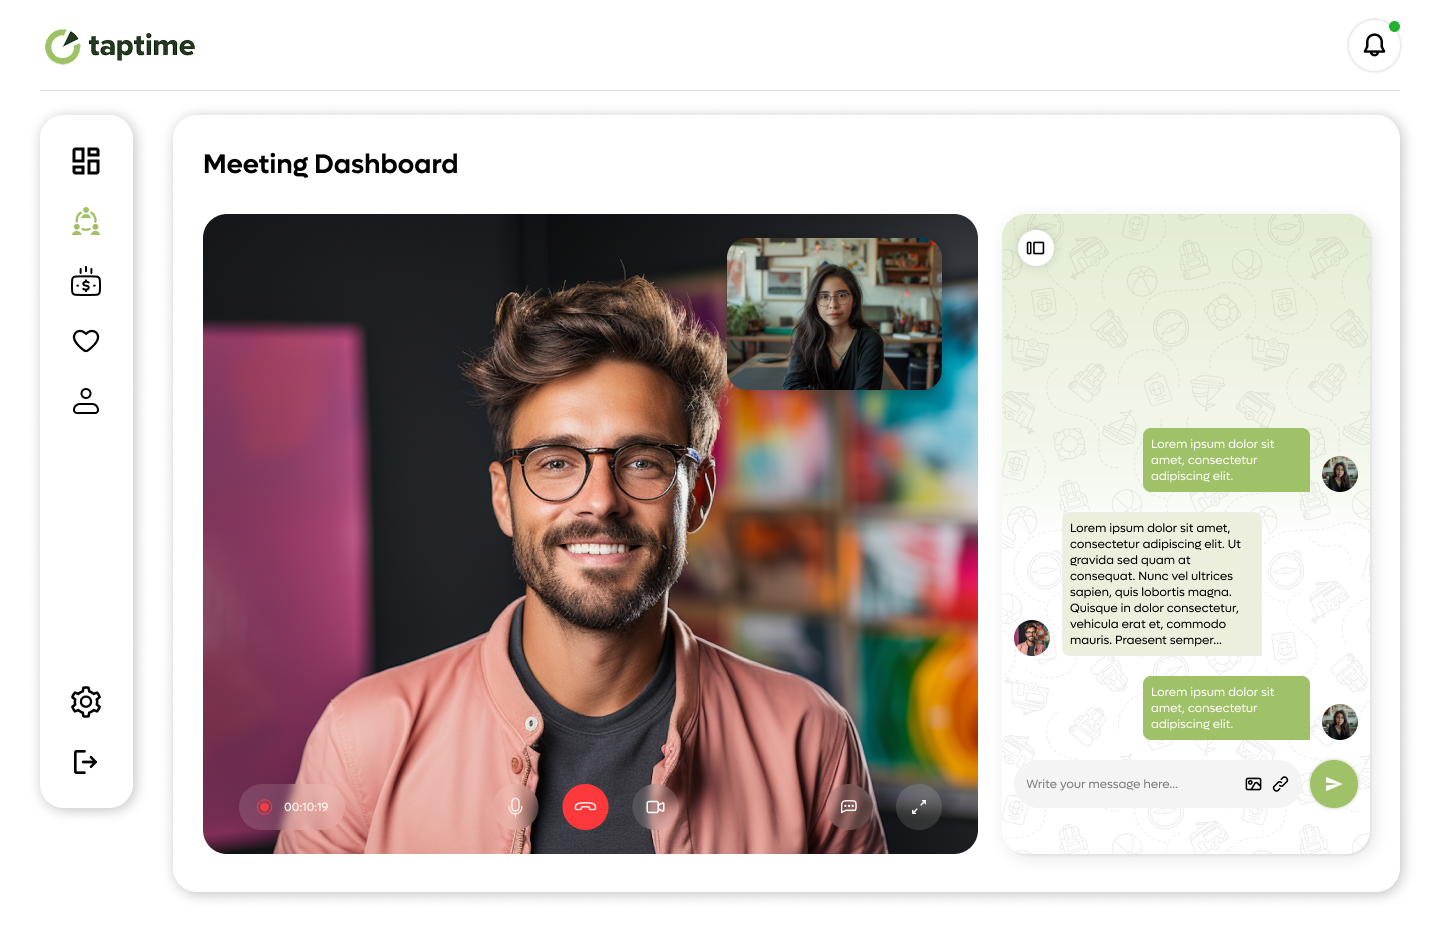 taptime
Meeting Dashboard
00:10:19
Lorem ipsum dolor sit
amet, consectetur
adipiscing elit.
Lorem ipsum dolor sit amet,
consectetur adipiscing elit. Ut
gravida sed quam at
consequat. Nunc vel ultrices
sapien, quis lobortis magna.
Quisque in dolor consectetur,
vehicula erat et, commodo
mauris. Praesent semper...
Lorem ipsum dolor sit
amet, consectetur
adipiscing elit.
Write your message here...